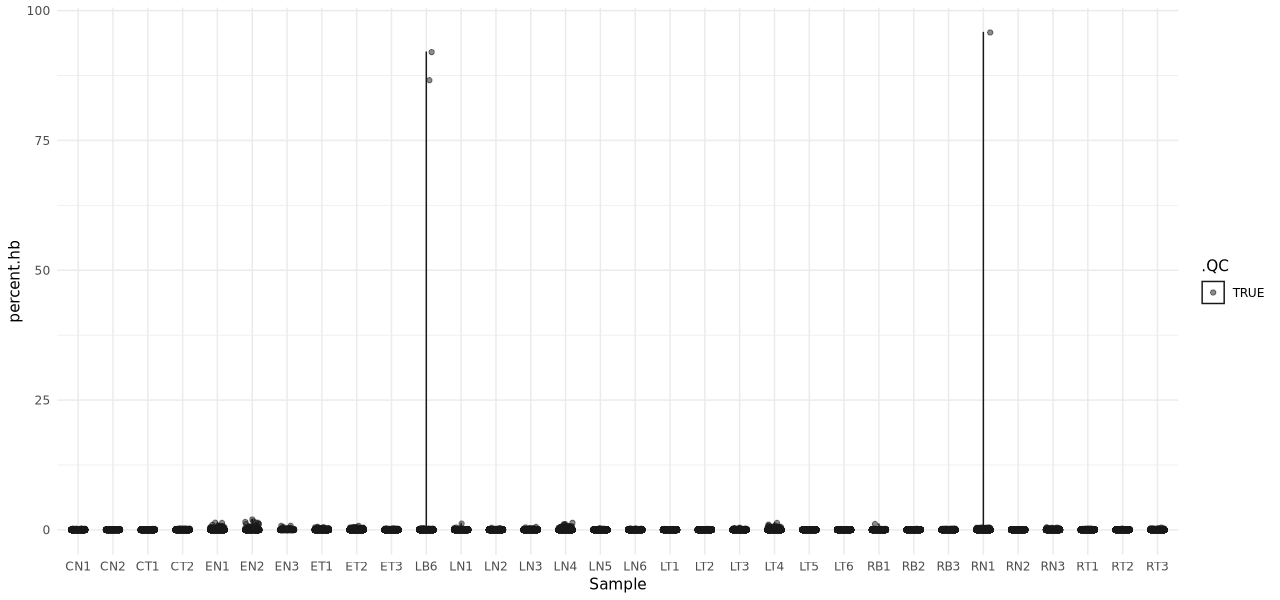 100
75
50
25
0
percent.hb
CN1 CN2 CT1 CT2 EN1 EN2 EN3 ET1 ET2 ET3 LB6 LN1 LN2 LN3 LN4 LN5 LN6 LT1 LT2 LT3 LT4 LT5 LT6 RB1 RB2 RB3 RN1 RN2 RN3 RT1 RT2 RT3
Sample
.QC
TRUE